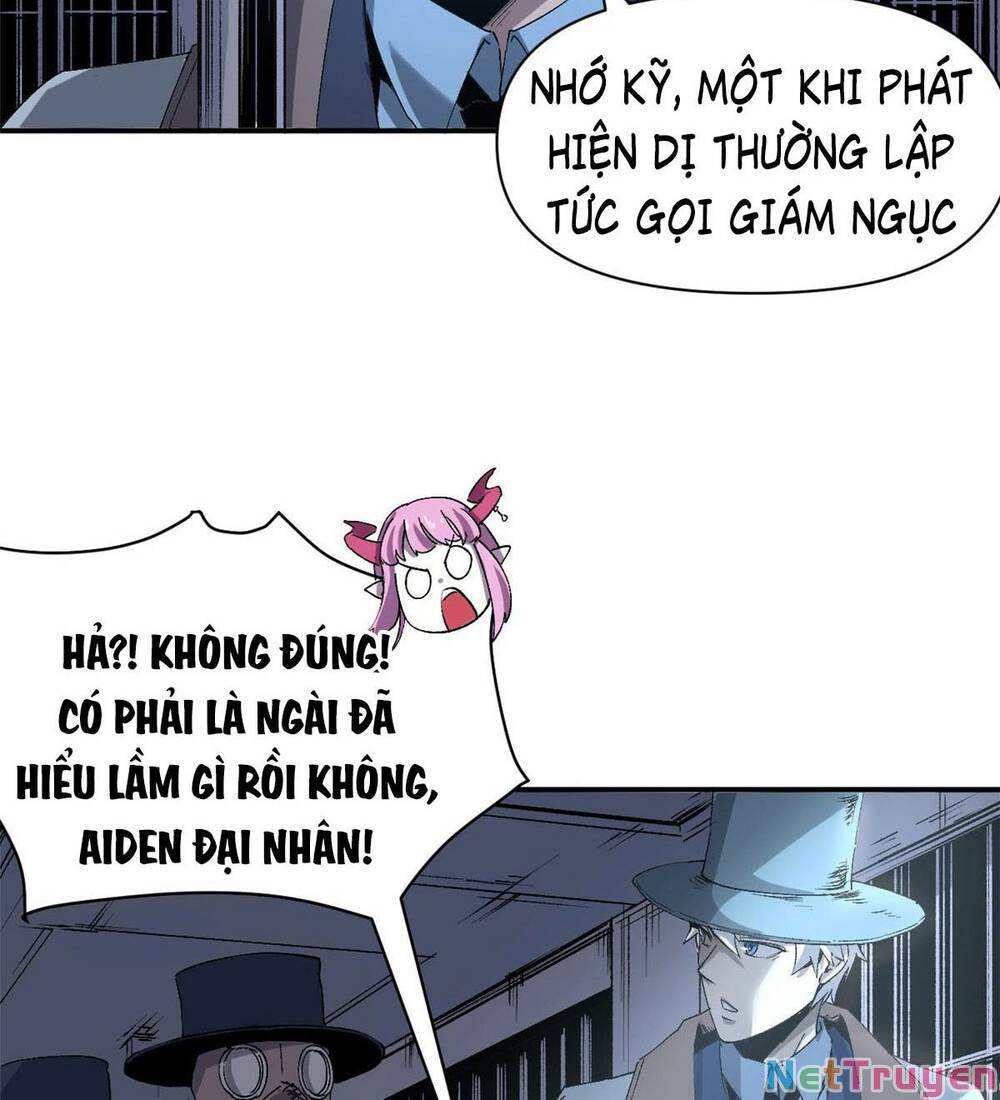 NHỚ KỸ, MỘT KHI PHÁT
HIỆN DỊ THƯỜNG LẬP
TỨC GỌI GIÁM NGỤC
HẢ?! KHÔNG ĐÚNG!
CÓ PHẢI LÀ NGÀI ĐÃ
HIỂU LẦM GÌ RỒI KHÔNG,
AIDEN ĐẠI NHÂN!
NetTruyen